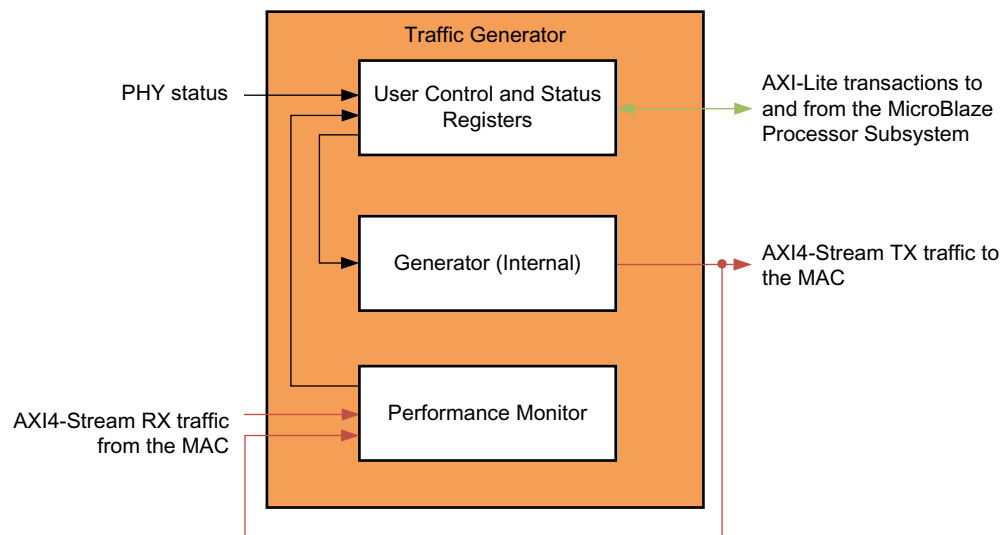 Traffic Generator
PHY status
User Control and Status
Registers
AXI-Lite transactions to
and from the MicroBlaze
Processor Subsystem
Generator (Internal)
AXI4-Stream TX traffic to
the MAC
AXI4-Stream RX traffic
from the MAC
Performance Monitor